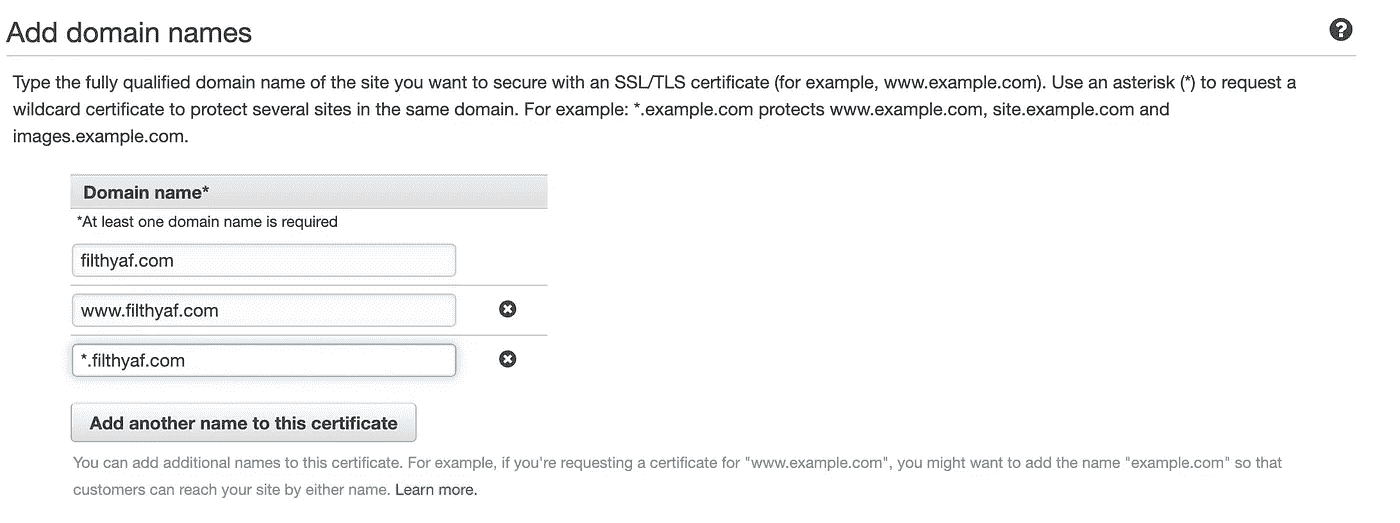 Add domain names
?
Type the fully qualified domain name of the site you want to secure with an SSL/TLS certificate (for example, www.example.com). Use an asterisk (*) to request a
wildcard certificate to protect several sites in the same domain. For example: *.example.com protects www.example.com, site.example.com and
images.example.com.
Domain name*
*At least one domain name is required
filthyaf.com
www.filthyaf.com
*.filthyaf.com
Add another name to this certificate
You can add additional names to this certificate. For example, if you're requesting a certificate for "www.example.com", you might want to add the name "example.com" so that
customers can reach your site by either name. Learn more.